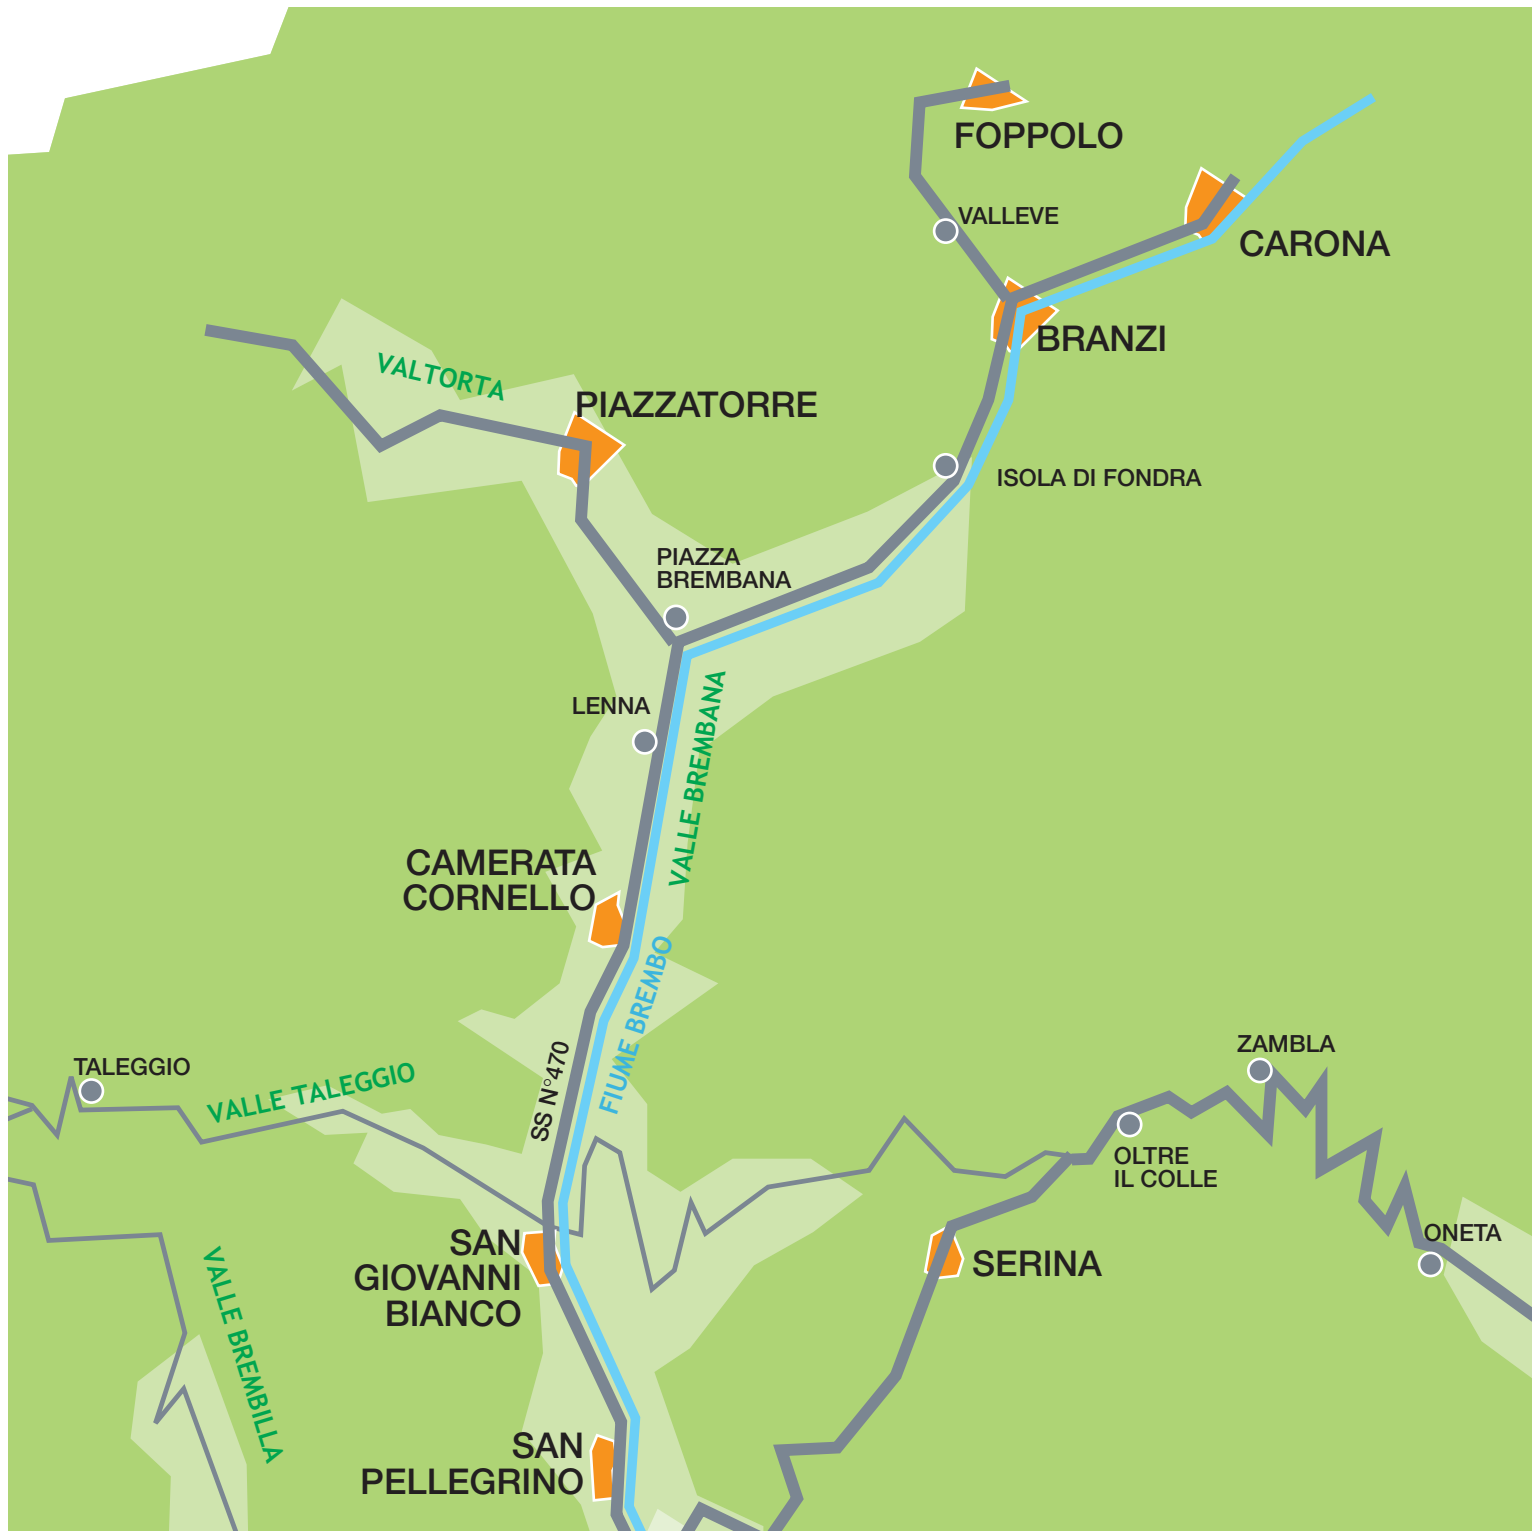 FOPPOLO
VALLEVE
CARONA
BRANZI
VALTORTA
PIAZZATORRE
ISOLA DI FONDRA
PIAZZA
BREMBANA
LENNA
VALLE BREMBANA
CAMERATA
CORNELLO
FIUME BREMBO
SS N°470
ZAMBLA
TALEGGIO
VALLE TALEGGIO
OLTRE
IL COLLE
ONETA
SAN
GIOVANNI
BIANCO
SERINA
VALLE BREMBILLA
SAN
PELLEGRINO